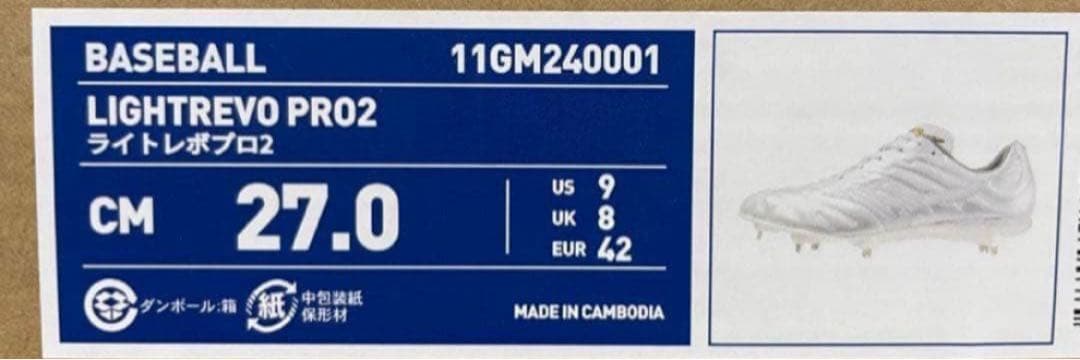 BASEBALL 11GM240001
LIGHTREVO PRO2
ライトレボプロ2
CM 27.0
US 9
UK 8
EUR 42
ダンボール:箱
紙
中包装紙
保形材
MADE IN CAMBODIA